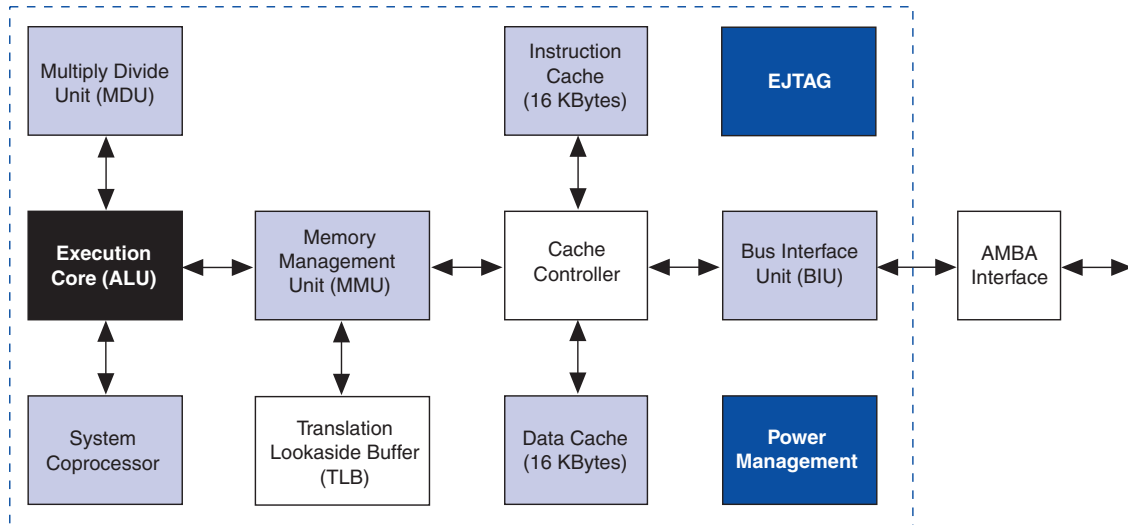 Multiply Divide
Unit (MDU)
Instruction
Cache
(16 KBytes)
EJTAG
Execution
Core (ALU)
Memory
Management
Unit (MMU)
Cache
Controller
Bus Interface
Unit (BIU)
AMBA
Interface
System
Coprocessor
Translation
Lookaside Buffer
(TLB)
Data Cache
(16 KBytes)
Power
Management